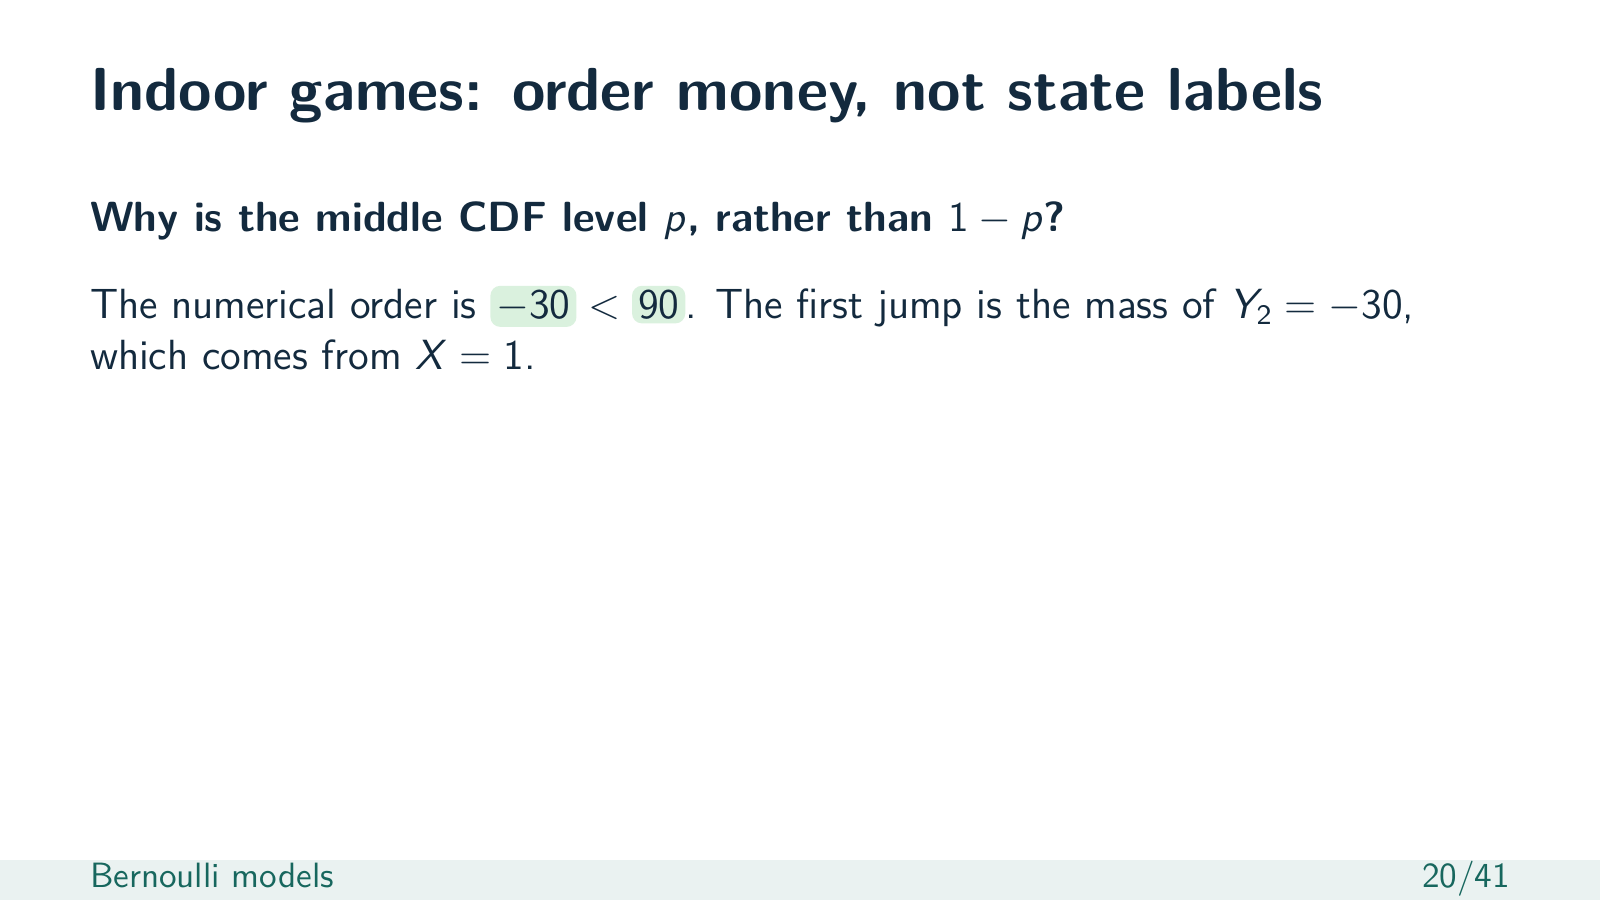 Indoor games: order money, not state labels
Why is the middle CDF level p, rather than 1 − p?
The numerical order is −30 < 90. The first jump is the mass of Y₂ = −30,
which comes from X = 1.
Bernoulli models
20/41